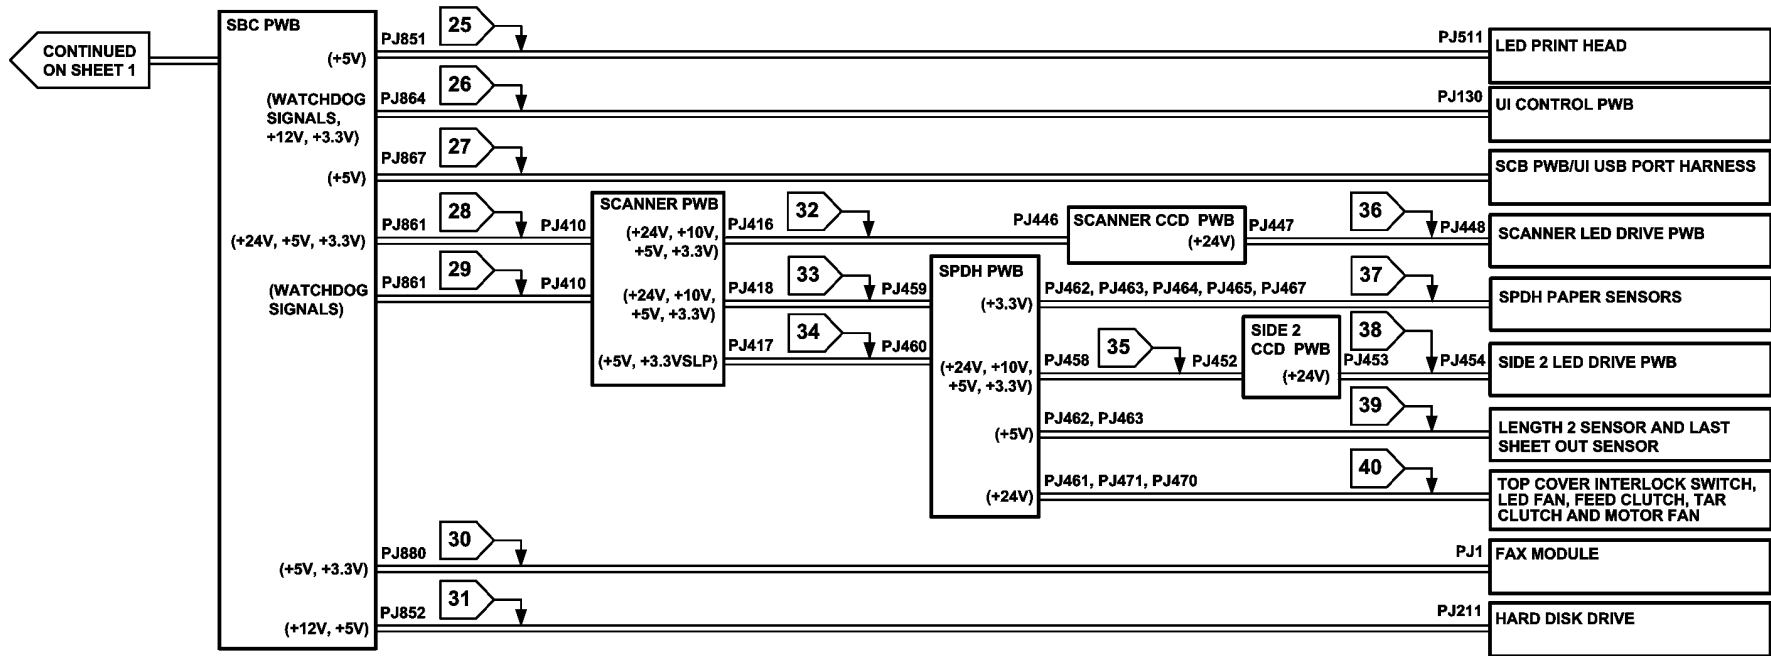 CONTINUED
ON SHEET 1
SBC PWB
(+5V)
PJ851
25
PJ511
LED PRINT HEAD
(WATCHDOG
SIGNALS,
+12V, +3.3V)
PJ864
26
PJ130
UI CONTROL PWB
(+5V)
PJ867
27
SCB PWB/UI USB PORT HARNESS
(+24V, +5V, +3.3V)
PJ861
28
PJ410
SCANNER PWB
(+24V, +10V,
+5V, +3.3V)
PJ416
32
PJ446
SCANNER CCD PWB
(+24V)
PJ447
36
PJ448
SCANNER LED DRIVE PWB
(WATCHDOG
SIGNALS)
PJ861
29
PJ410
(+24V, +10V,
+5V, +3.3V)
PJ418
33
PJ459
SPDH PWB
(+3.3V)
PJ462, PJ463, PJ464, PJ465, PJ467
37
SPDH PAPER SENSORS
(+5V, +3.3VSLP)
PJ417
34
PJ460
(+24V, +10V,
+5V, +3.3V)
PJ458
35
PJ452
SIDE 2
CCD PWB
(+24V)
PJ453
38
PJ454
SIDE 2 LED DRIVE PWB
(+5V)
PJ462, PJ463
39
LENGTH 2 SENSOR AND LAST
SHEET OUT SENSOR
(+24V)
PJ461, PJ471, PJ470
40
TOP COVER INTERLOCK SWITCH,
LED FAN, FEED CLUTCH, TAR
CLUTCH AND MOTOR FAN
(+5V, +3.3V)
PJ880
30
PJ1
FAX MODULE
(+12V, +5V)
PJ852
31
PJ211
HARD DISK DRIVE